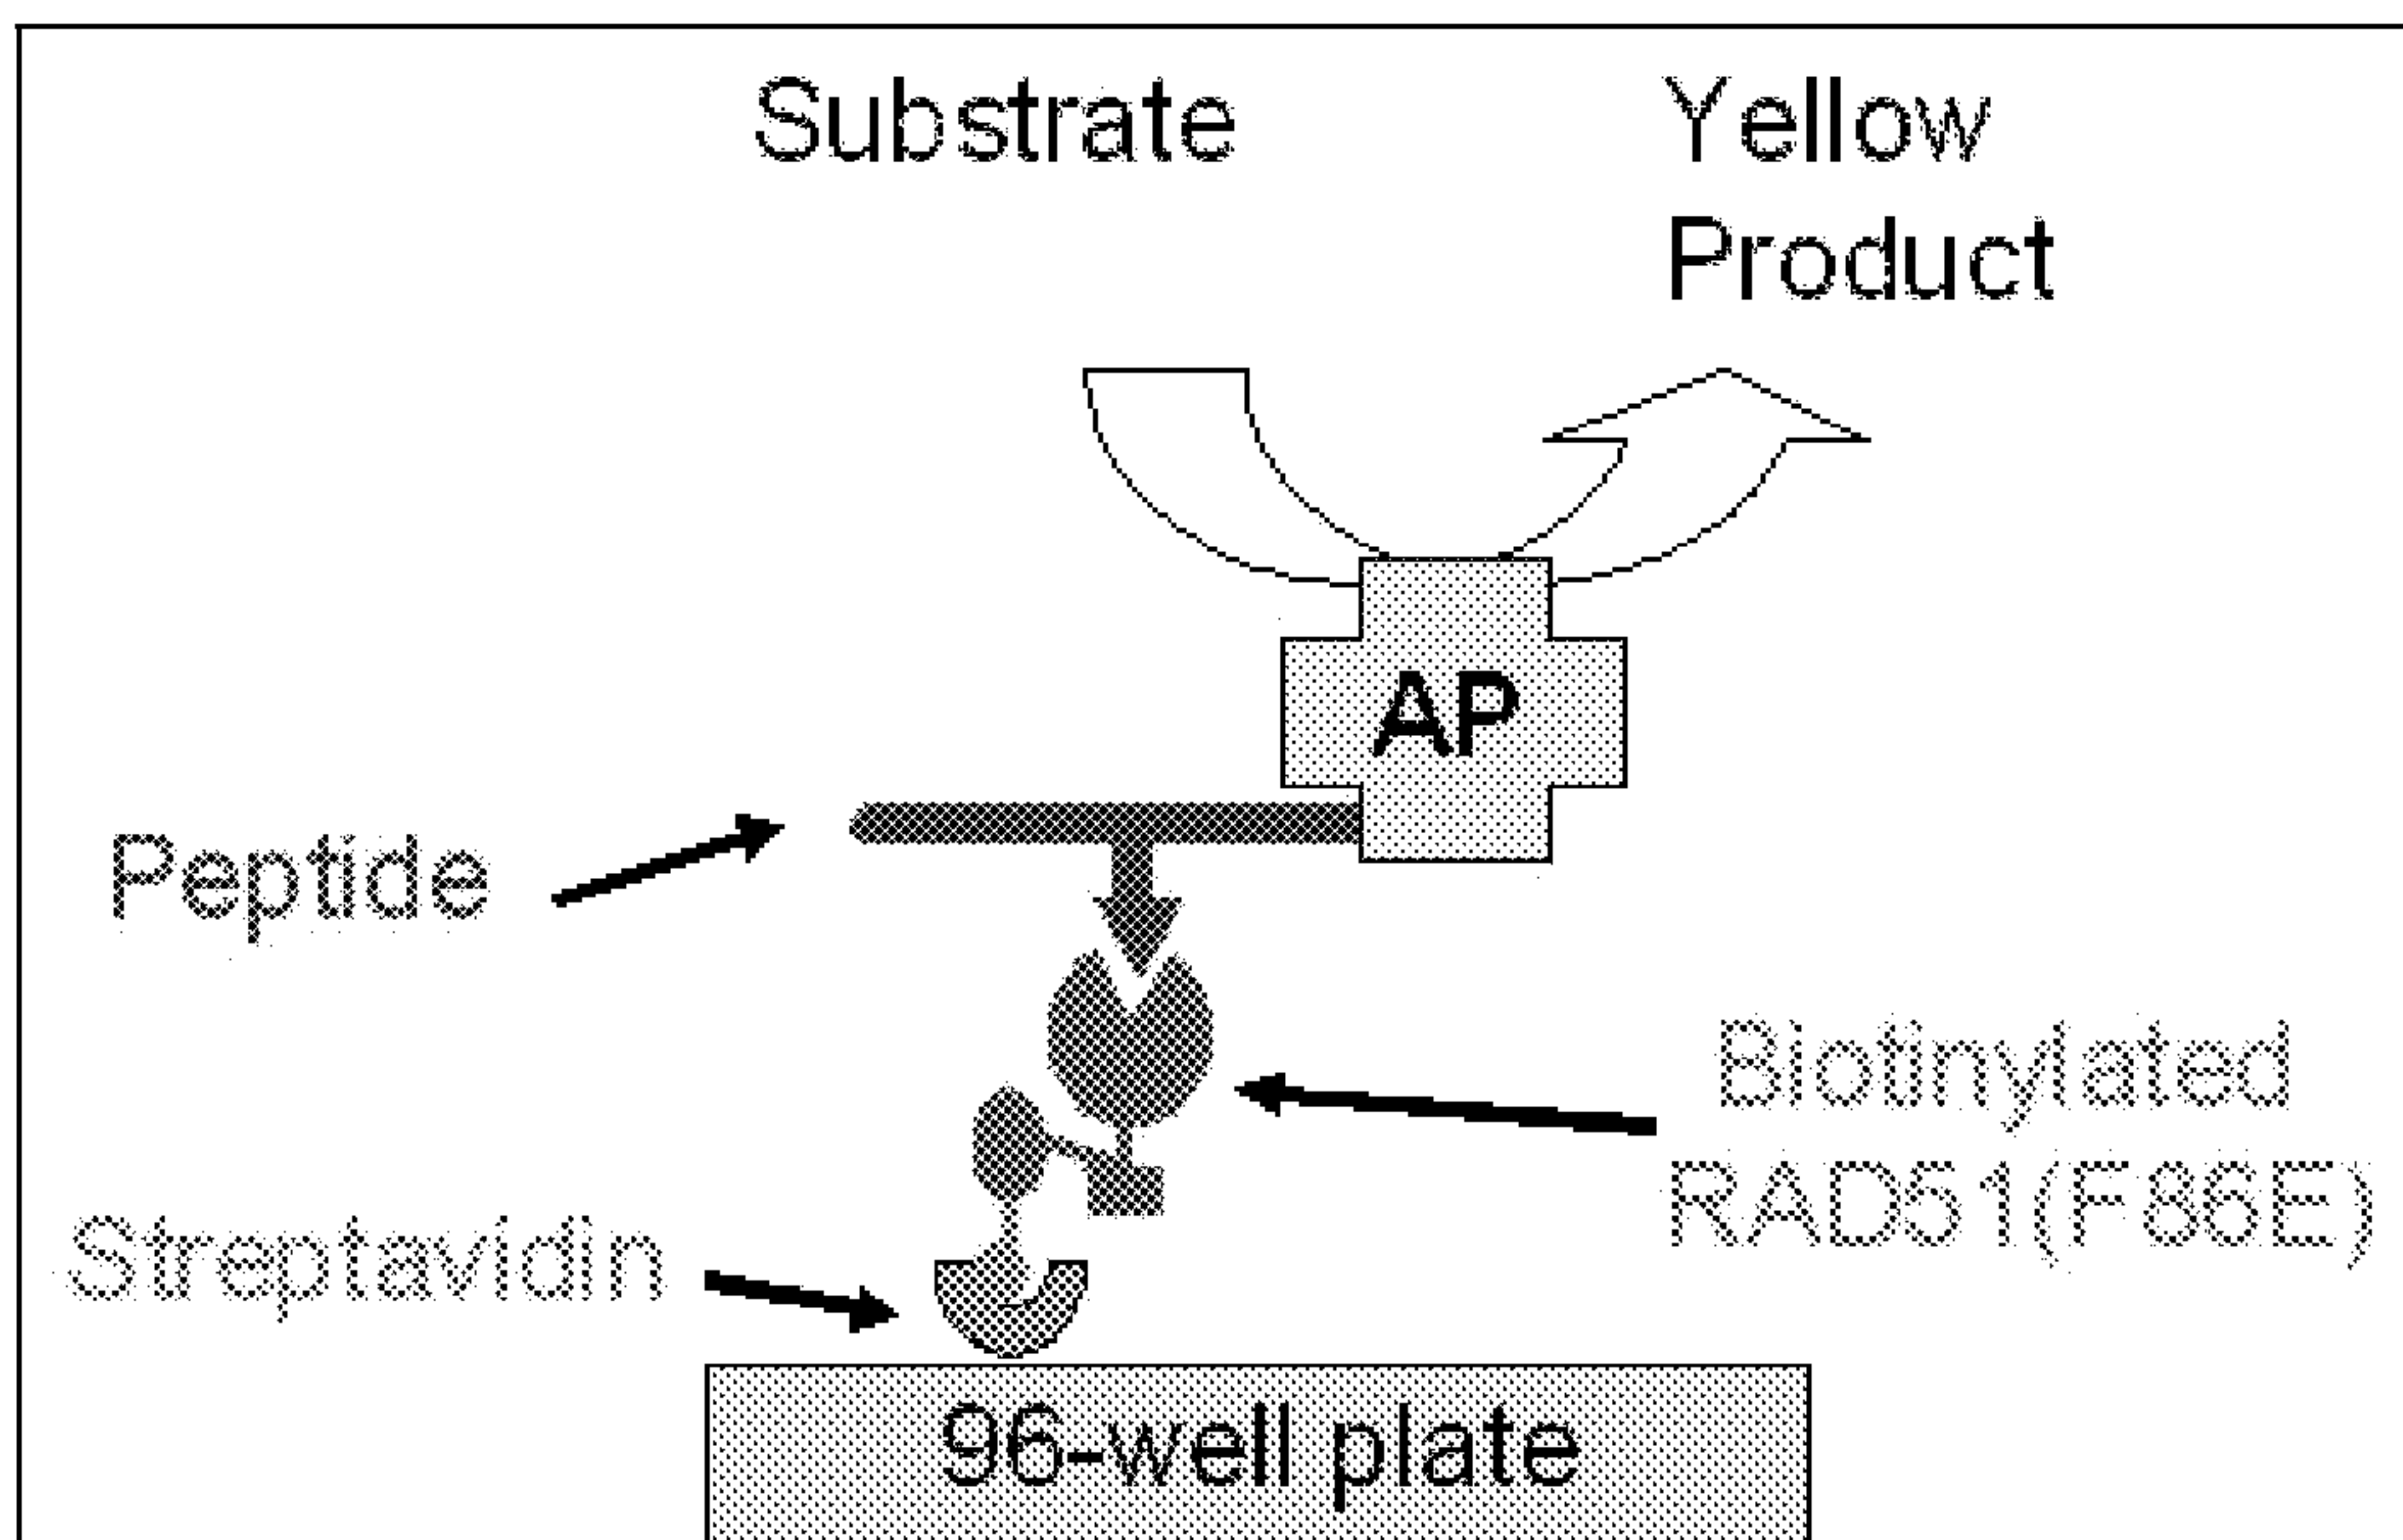 Substrate
Yellow
Product
AP
Peptide
Biotinylated
RAD51(F86E)
Streptavidin
96-well plate